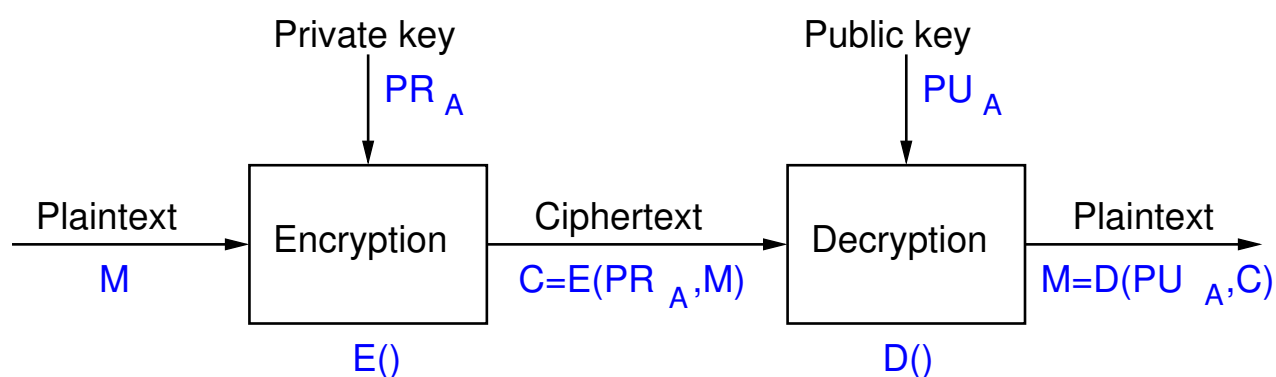 Private key
Public key
PR A
PU A
Plaintext
Encryption
Ciphertext
Decryption
Plaintext
M
C=E(PR A,M)
M=D(PU A,C)
E()
D()